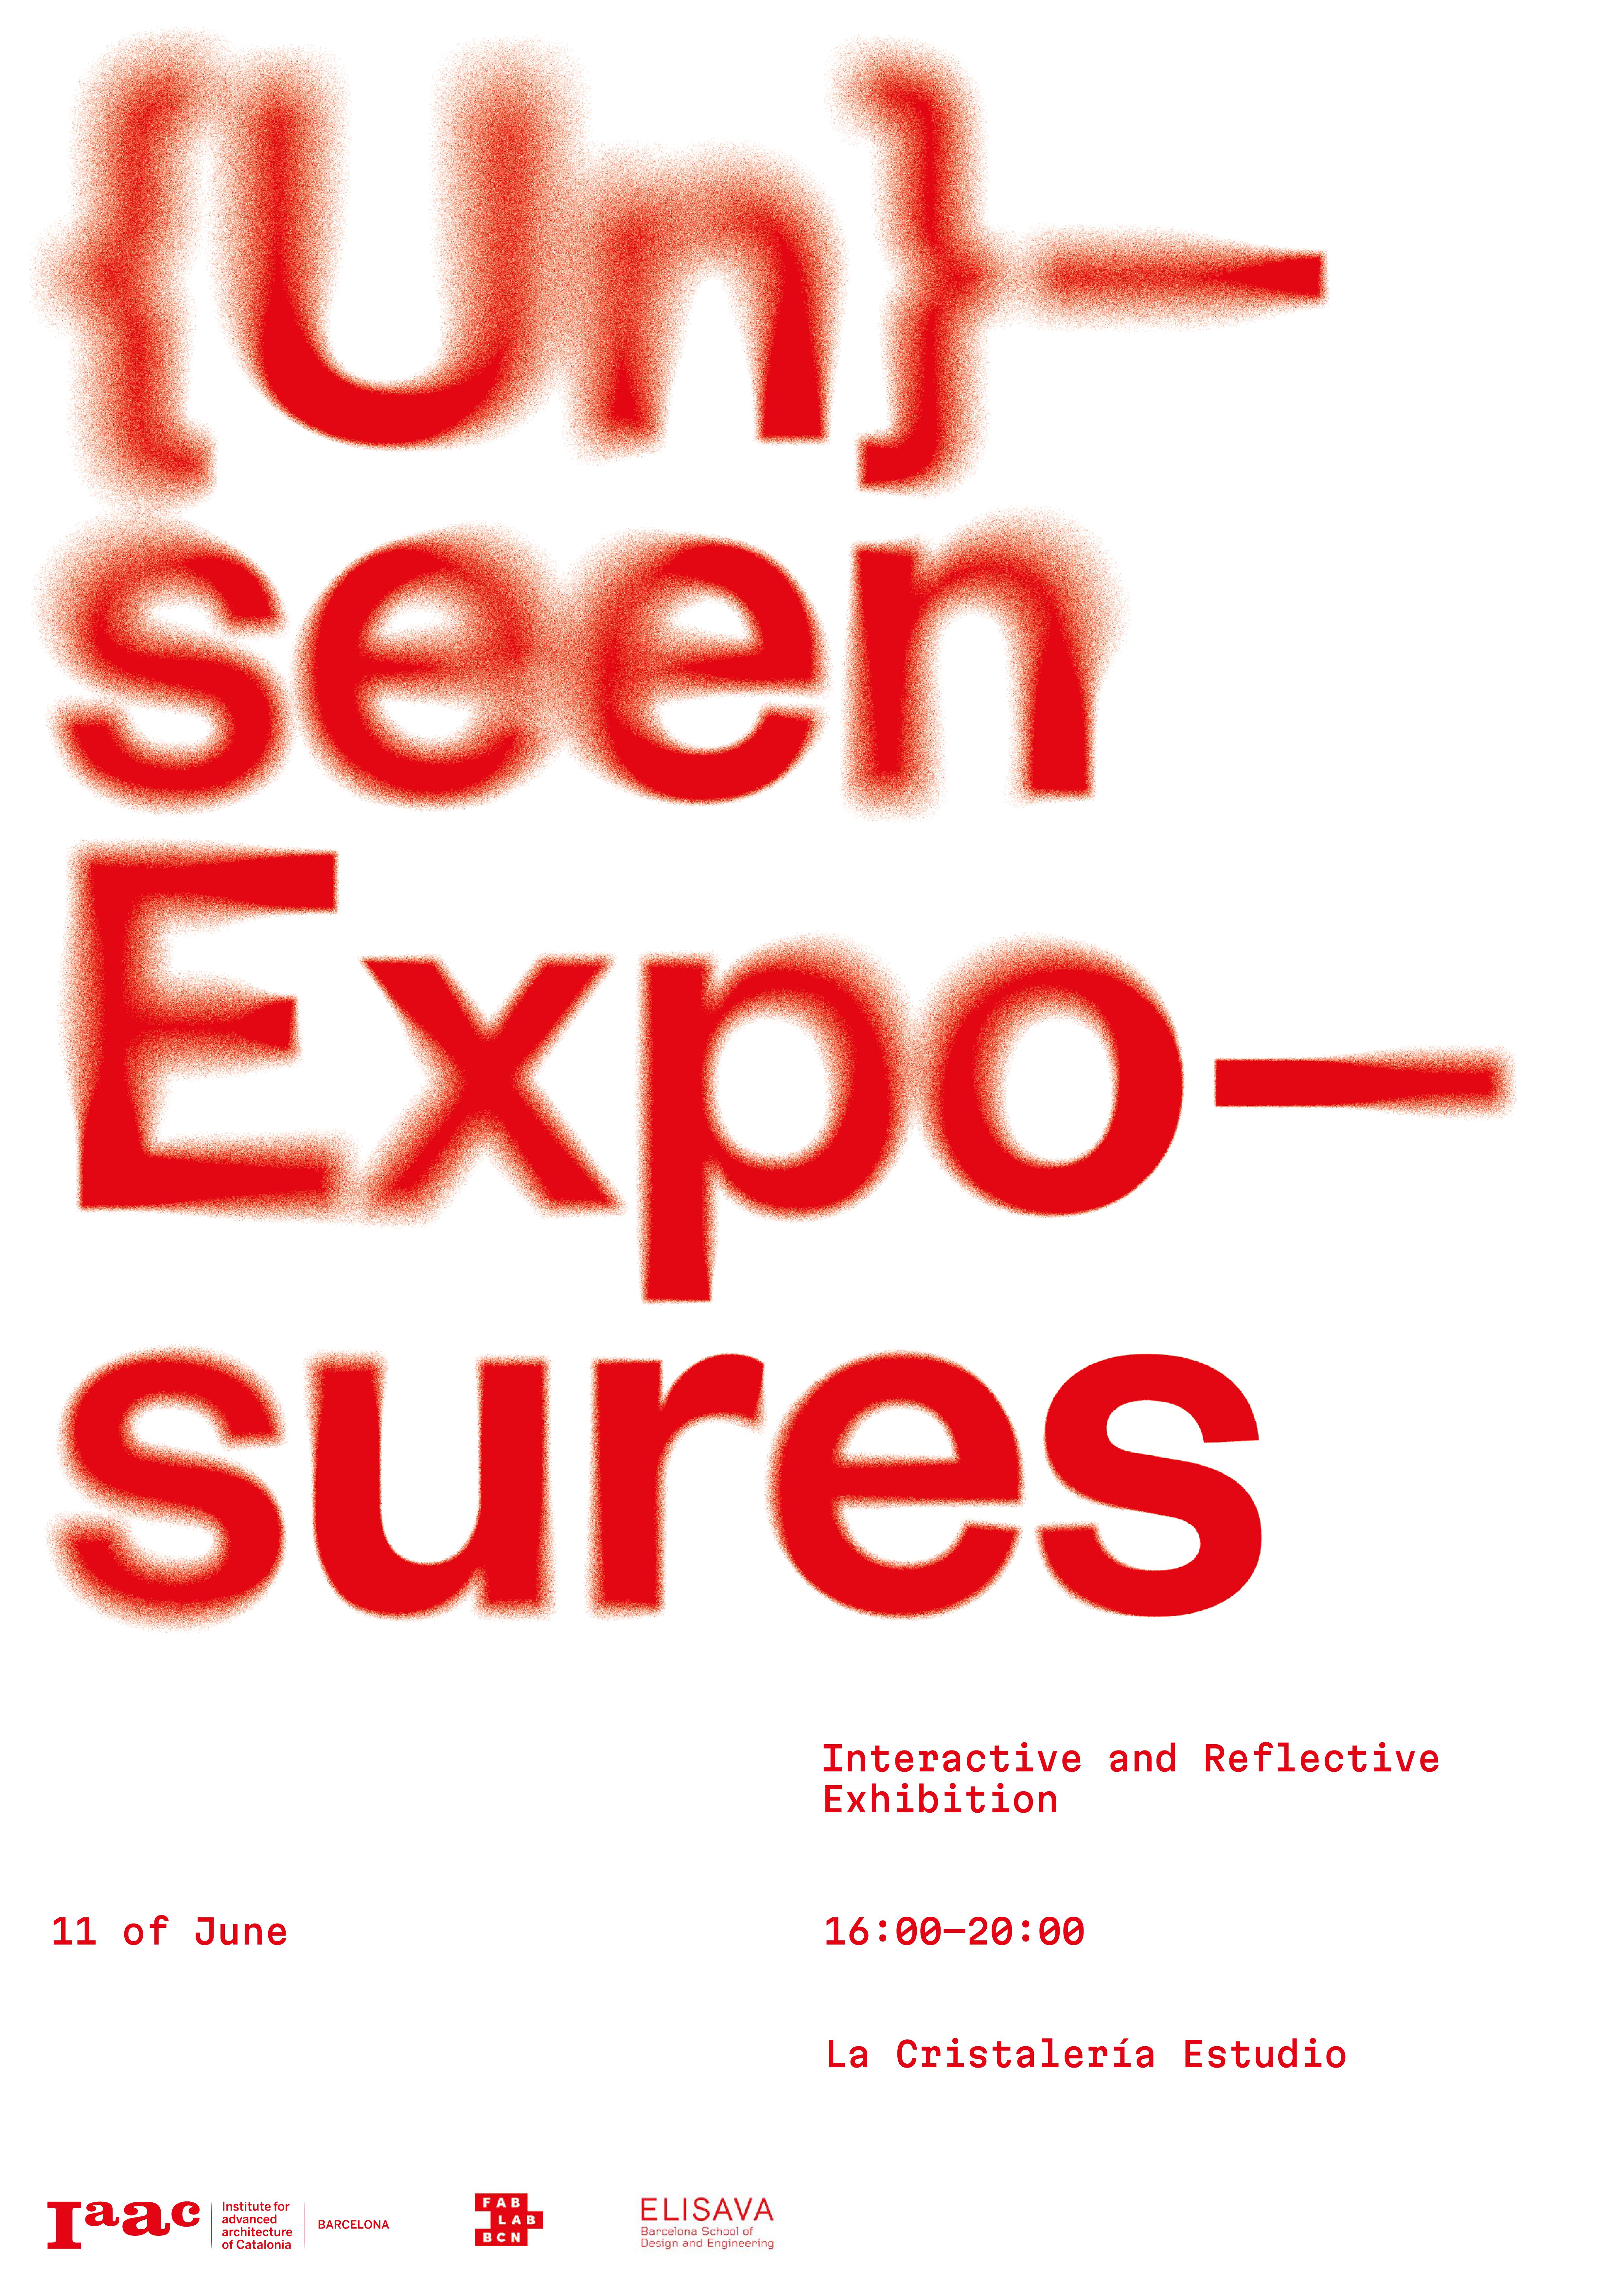 {Un}—
seen
Expo—
sures
Interactive and Reflective
Exhibition
11 of June
16:00—20:00
La Cristalería Estudio
Iaac
Institute for
advanced
architecture
of Catalonia
BARCELONA
FAB
LAB
BCN
ELISAVA
Barcelona School of
Design and Engineering